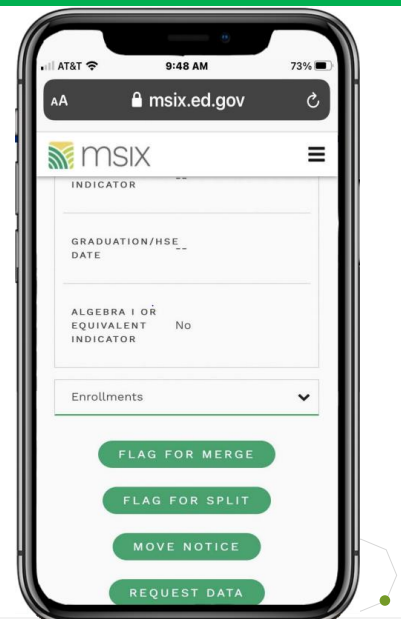 AT&T 9:48 AM 73%
AA msix.ed.gov
msix
INDICATOR --
GRADUATION/HSE
DATE --
ALGEBRA I OR
EQUIVALENT No
INDICATOR
Enrollments
FLAG FOR MERGE
FLAG FOR SPLIT
MOVE NOTICE
REQUEST DATA